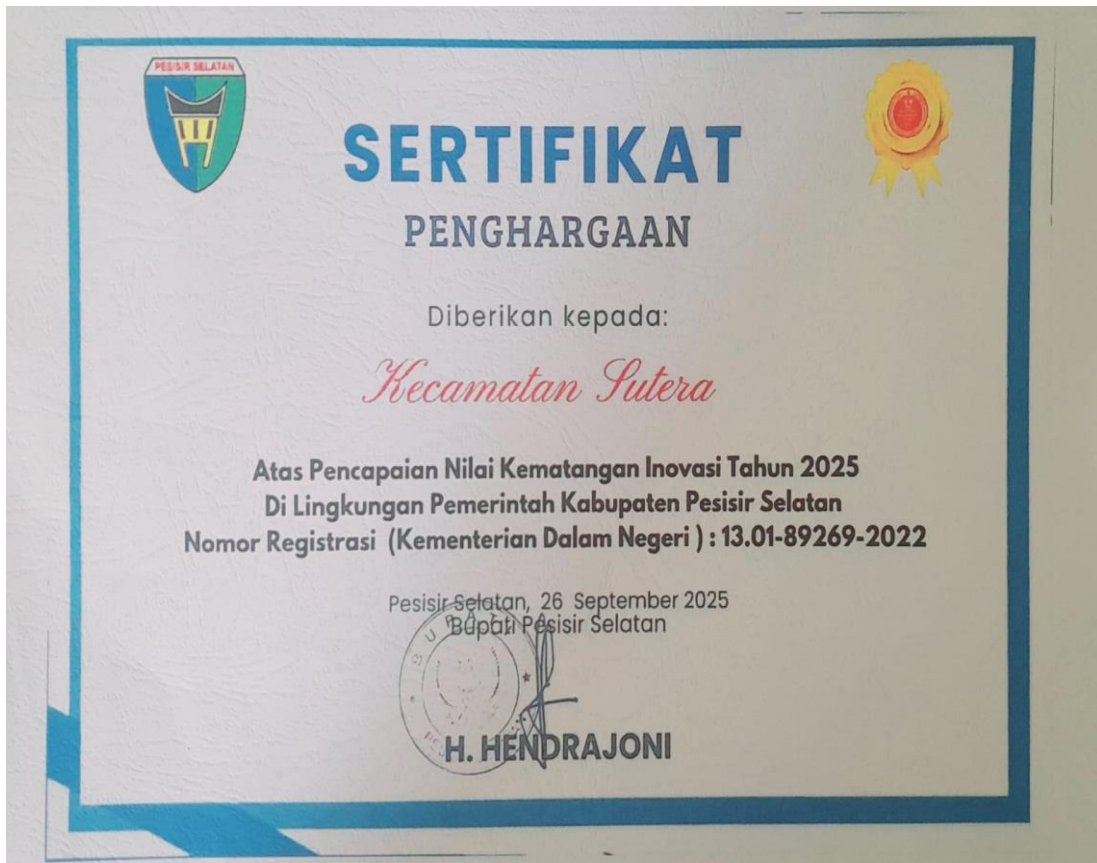 PESISIR SELATAN
SERTIFIKAT
PENGHARGAAN
Diberikan kepada:
Kecamatan Sutera
Atas Pencapaian Nilai Kematangan Inovasi Tahun 2025
Di Lingkungan Pemerintah Kabupaten Pesisir Selatan
Nomor Registrasi (Kementerian Dalam Negeri ) : 13.01-89269-2022
Pesisir Selatan, 26 September 2025
Bupati Pesisir Selatan
BUPATI
H. HENDRAJONI